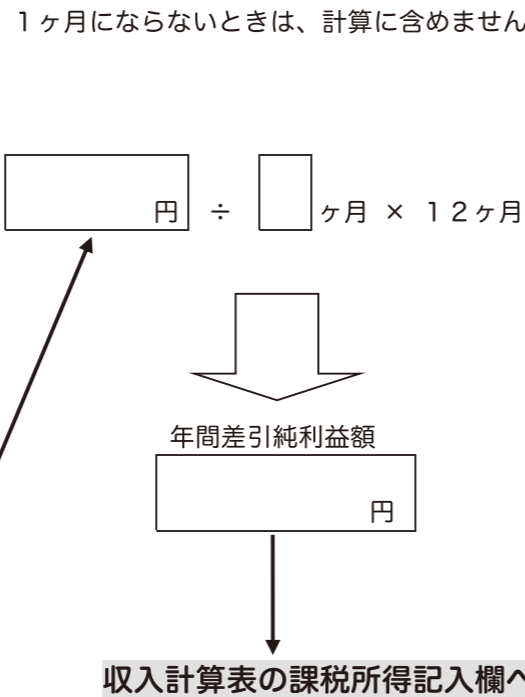 １ヶ月にならないときは、計算に含めません
円 ÷ ヶ月 × １２ヶ月
年間差引純利益額
円
収入計算表の課税所得記入欄へ